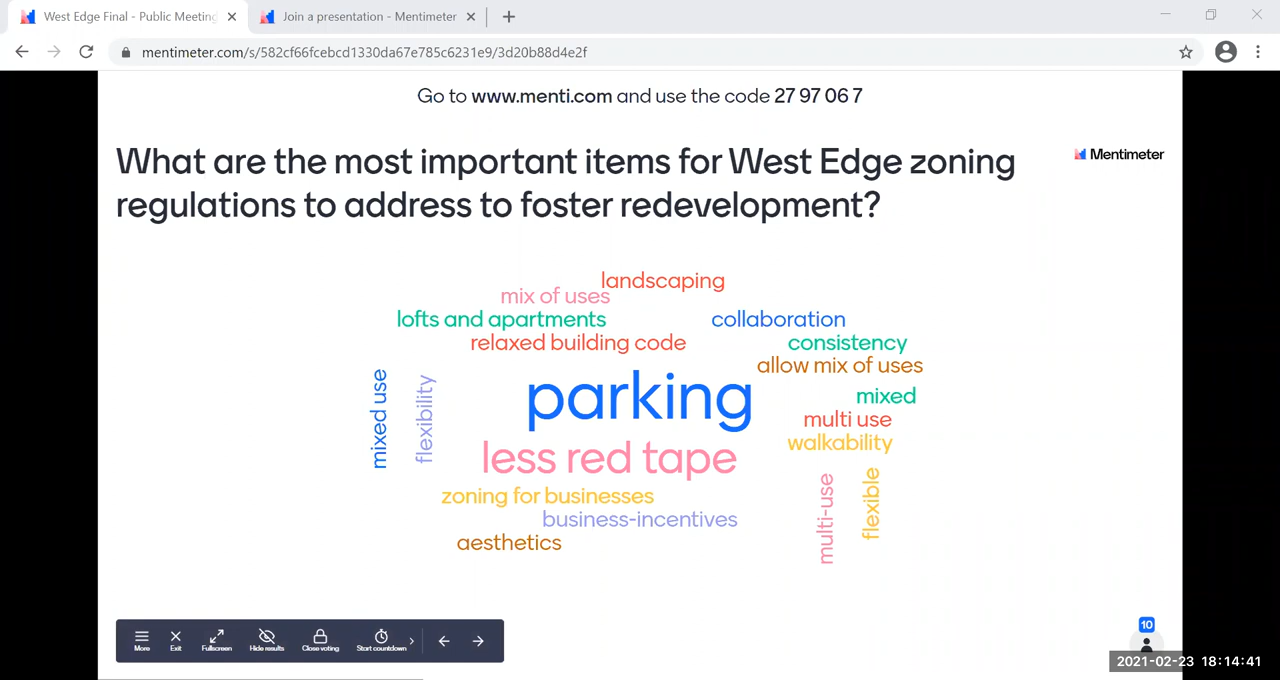 West Edge Final - Public Meeting
Join a presentation - Mentimeter
mentimeter.com/s/582cf66fcebcd1330da67e785c6231e9/3d20b88d4e2f
Go to www.menti.com and use the code 27 97 06 7
What are the most important items for West Edge zoning
regulations to address to foster redevelopment?
Mentimeter
landscaping
mix of uses
lofts and apartments
collaboration
relaxed building code
consistency
allow mix of uses
mixed use
flexibility
parking
mixed
multi use
walkability
less red tape
multi-use
flexible
zoning for businesses
business-incentives
aesthetics
More
Exit
Fullscreen
Hide results
Close voting
Start countdown
10
2021-02-23 18:14:41